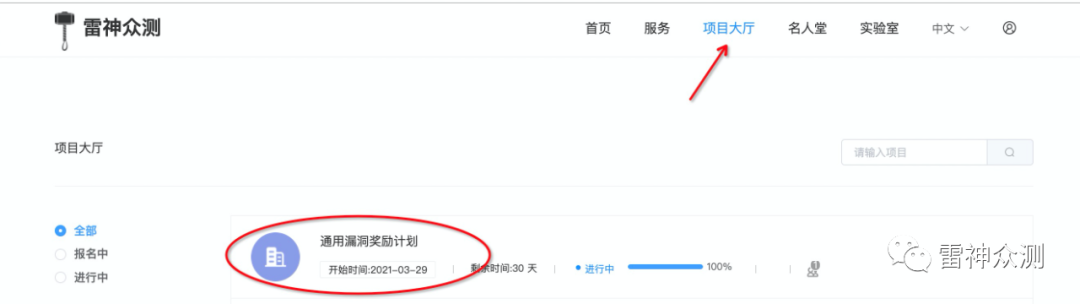 雷神众测 首页 服务 项目大厅 名人堂 实验室 中文
项目大厅 请输入项目
全部
报名中
进行中
通用漏洞奖励计划
开始时间:2021-03-29 剩余时间:30 天 进行中 100%
雷神众测